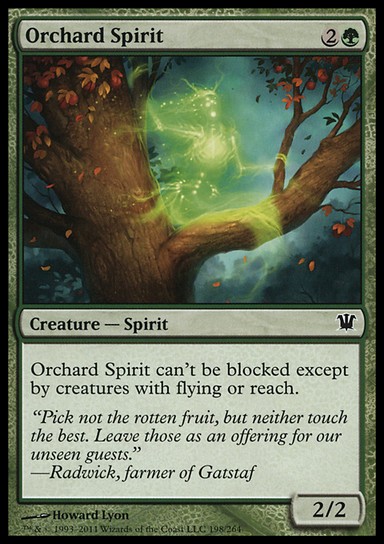 Orchard Spirit 2
Creature — Spirit
Orchard Spirit can't be blocked except
by creatures with flying or reach.
“Pick not the rotten fruit, but neither touch
the best. Leave those as an offering for our
unseen guests.”
—Radwick, farmer of Gatstaf
Howard Lyon
™ & © 1993–2011 Wizards of the Coast LLC 198/264
2/2